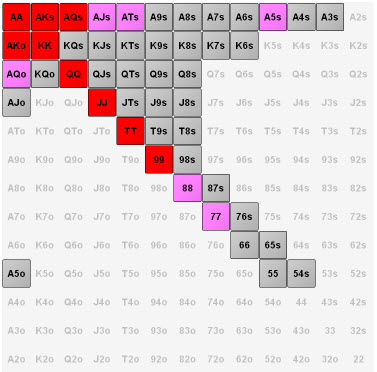 AA AKs AQs AJs ATs A9s A8s A7s A6s A5s A4s A3s A2s
AKo KK KQs KJs KTs K9s K8s K7s K6s K5s K4s K3s K2s
AQo KQo QQ QJs QTs Q9s Q8s Q7s Q6s Q5s Q4s Q3s Q2s
AJo KJo QJo JJ JTs J9s J8s J7s J6s J5s J4s J3s J2s
ATo KTo QTo JTo TT T9s T8s T7s T6s T5s T4s T3s T2s
A9o K9o Q9o J9o T9o 99 98s 97s 96s 95s 94s 93s 92s
A8o K8o Q8o J8o T8o 98o 88 87s 86s 85s 84s 83s 82s
A7o K7o Q7o J7o T7o 97o 87o 77 76s 75s 74s 73s 72s
A6o K6o Q6o J6o T6o 96o 86o 76o 66 65s 64s 63s 62s
A5o K5o Q5o J5o T5o 95o 85o 75o 65o 55 54s 53s 52s
A4o K4o Q4o J4o T4o 94o 84o 74o 64o 54o 44 43s 42s
A3o K3o Q3o J3o T3o 93o 83o 73o 63o 53o 43o 33 32s
A2o K2o Q2o J2o T2o 92o 82o 72o 62o 52o 42o 32o 22